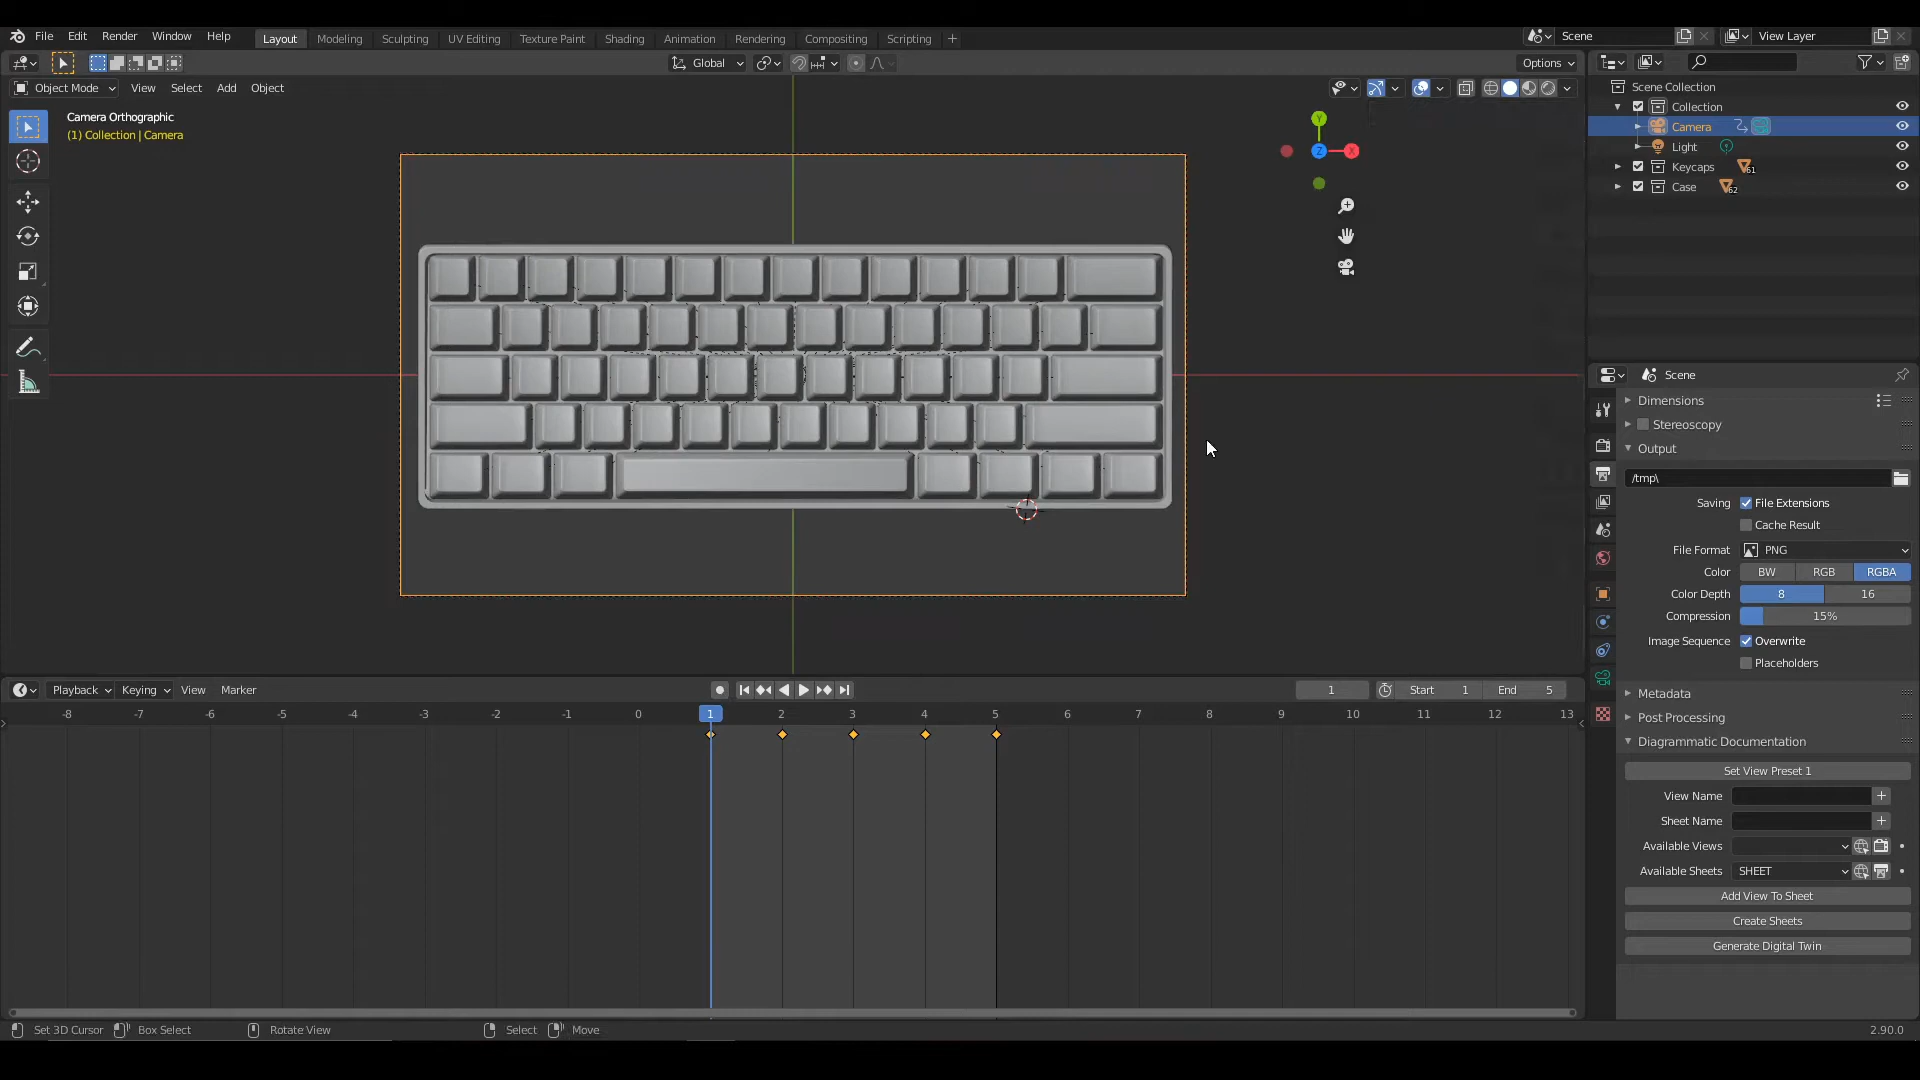 File Edit Render Window Help Layout Modeling Sculpting UV Editing Texture Paint Shading Animation Rendering Compositing Scripting + Scene View Layer
Global Options
Object Mode View Select Add Object
Camera Orthographic
(1) Collection | Camera
Y
Z
X
Scene Collection
Collection
Camera
Light
Keycaps 61
Case 62
Scene
Dimensions
Stereoscopy
Output
/tmp\
Saving File Extensions
Cache Result
File Format PNG
Color BW RGB RGBA
Color Depth 8 16
Compression 15%
Image Sequence Overwrite
Placeholders
Metadata
Post Processing
Diagrammatic Documentation
Set View Preset 1
View Name
Sheet Name
Available Views
Available Sheets SHEET
Add View To Sheet
Create Sheets
Generate Digital Twin
Playback Keying View Marker 1 Start 1 End 5
-8 -7 -6 -5 -4 -3 -2 -1 0 1 2 3 4 5 6 7 8 9 10 11 12 13
Set 3D Cursor Box Select Rotate View Select Move 2.90.0